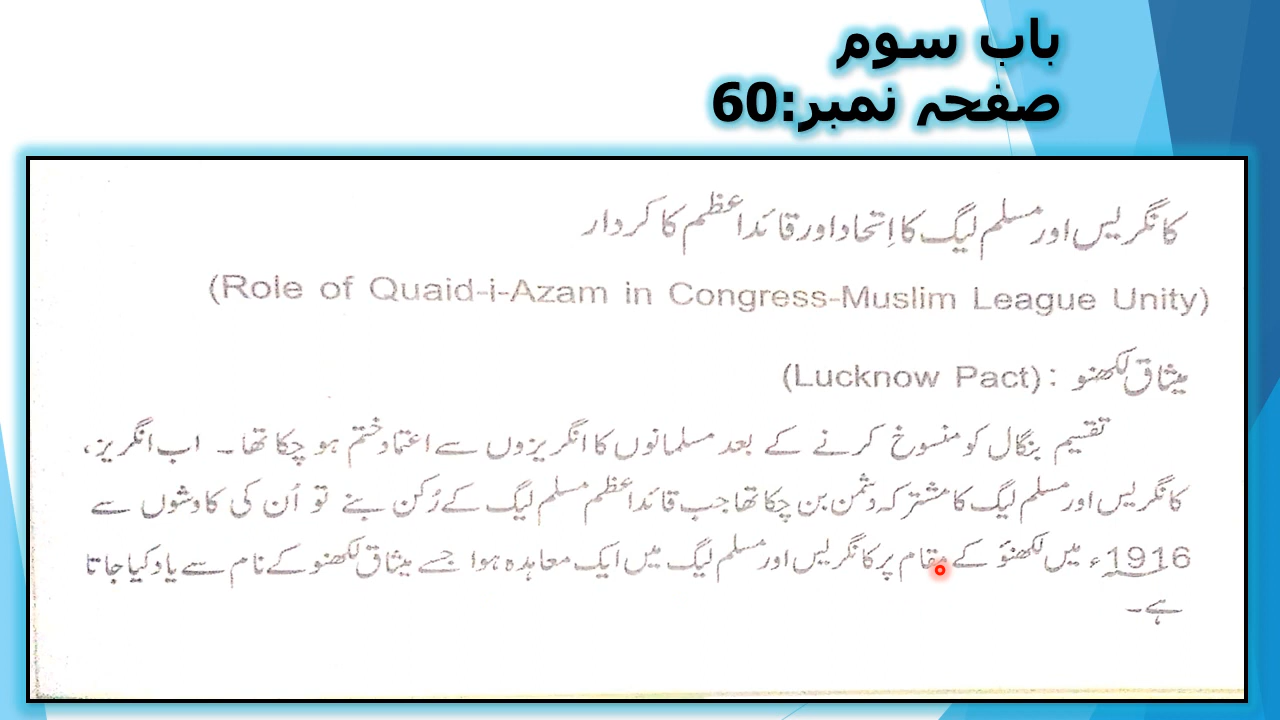 باب سوم
صفحہ نمبر:60
کانگریس اور مسلم لیگ کا اِتحاد اور قائداعظم کا کردار
(Role of Quaid-i-Azam in Congress-Muslim League Unity)
میثاق لکھنو : (Lucknow Pact)
تقسیم بنگال کو منسوخ کرنے کے بعد مسلمانوں کا انگریزوں سے اعتماد ختم ہو چکا تھا۔ اب انگریز،
کانگریس اور مسلم لیگ کا مشترکہ دشمن بن چکا تھا جب قائداعظم مسلم لیگ کے رُکن بنے تو اُن کی کاوشوں سے
1916ء میں لکھنؤ کے مقام پر کانگریس اور مسلم لیگ میں ایک معاہدہ ہوا جسے میثاق لکھنو کے نام سے یاد کیا جاتا
ہے۔